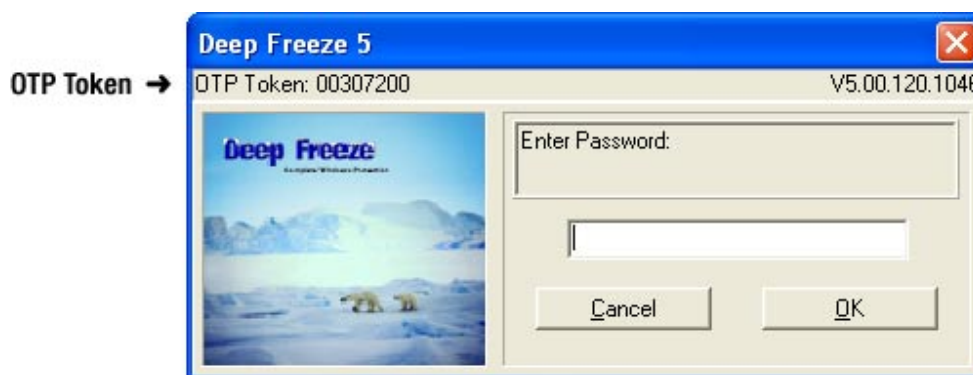 Deep Freeze 5
OTP Token ➔
OTP Token: 00307200 V5.00.120.1046
Deep Freeze
Enter Password:
Cancel OK